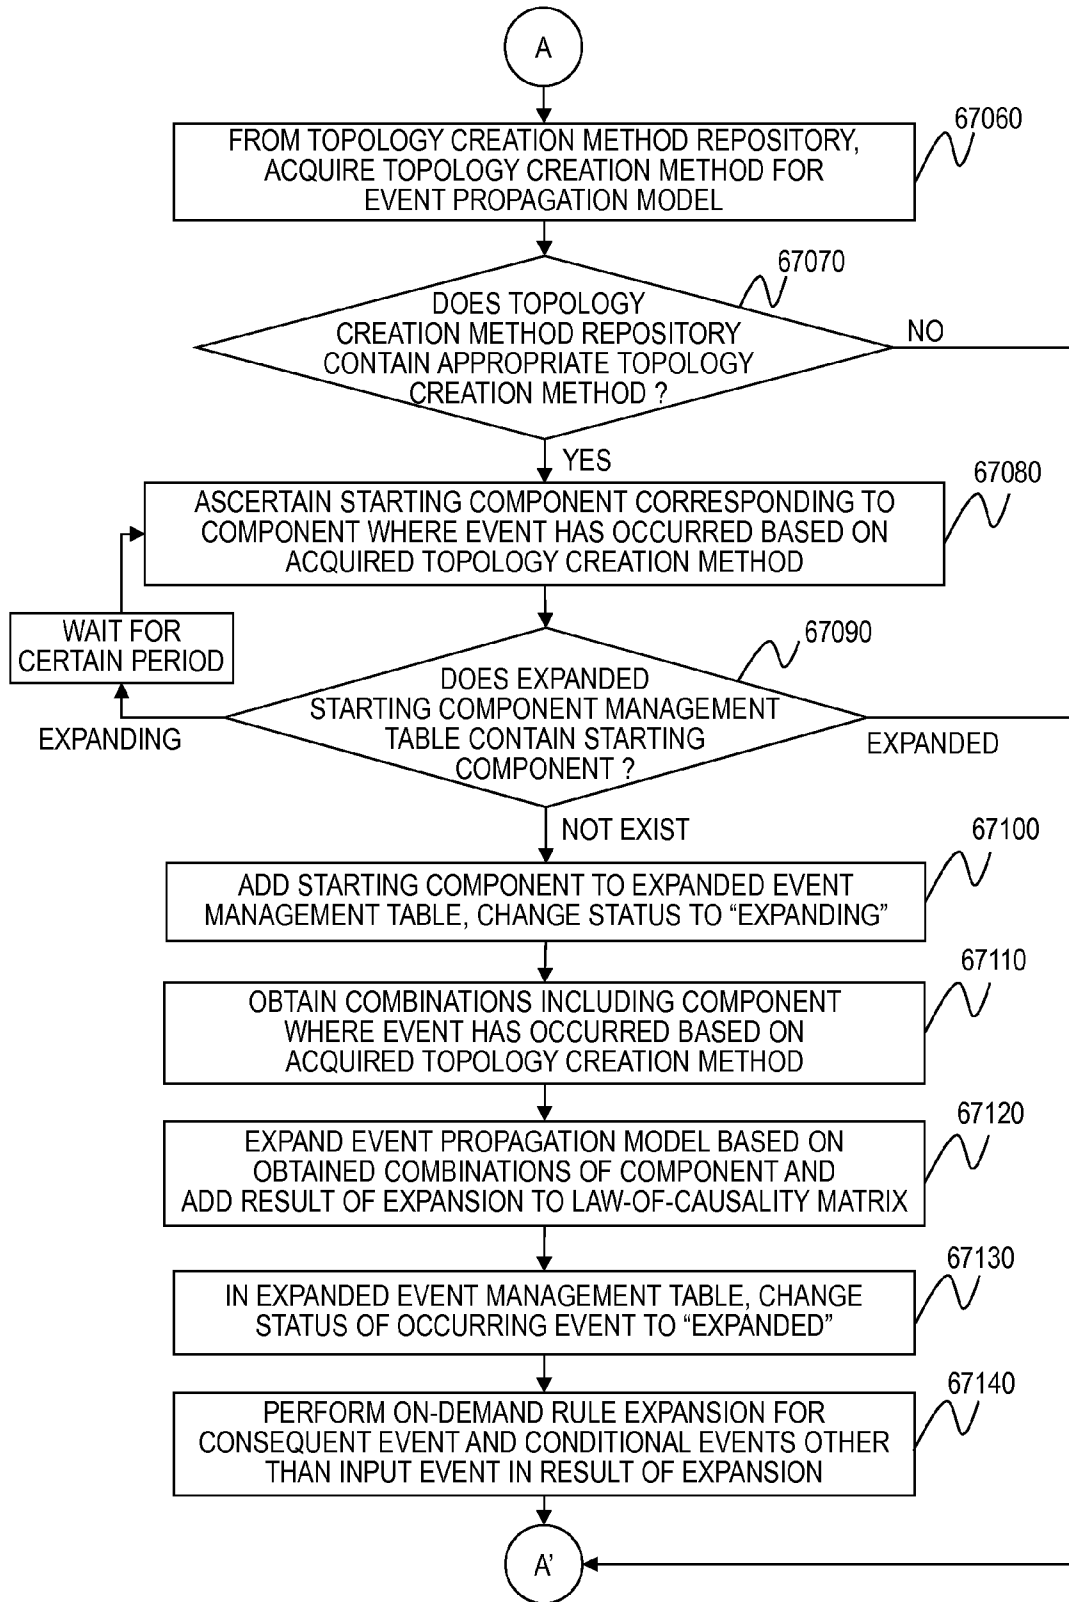 A
67060
FROM TOPOLOGY CREATION METHOD REPOSITORY,
ACQUIRE TOPOLOGY CREATION METHOD FOR
EVENT PROPAGATION MODEL
67070
DOES TOPOLOGY
CREATION METHOD REPOSITORY
CONTAIN APPROPRIATE TOPOLOGY
CREATION METHOD ?
NO
YES
67080
ASCERTAIN STARTING COMPONENT CORRESPONDING TO
COMPONENT WHERE EVENT HAS OCCURRED BASED ON
ACQUIRED TOPOLOGY CREATION METHOD
WAIT FOR
CERTAIN PERIOD
67090
DOES EXPANDED
STARTING COMPONENT MANAGEMENT
TABLE CONTAIN STARTING
COMPONENT ?
EXPANDING
EXPANDED
NOT EXIST
67100
ADD STARTING COMPONENT TO EXPANDED EVENT
MANAGEMENT TABLE, CHANGE STATUS TO “EXPANDING”
67110
OBTAIN COMBINATIONS INCLUDING COMPONENT
WHERE EVENT HAS OCCURRED BASED ON
ACQUIRED TOPOLOGY CREATION METHOD
67120
EXPAND EVENT PROPAGATION MODEL BASED ON
OBTAINED COMBINATIONS OF COMPONENT AND
ADD RESULT OF EXPANSION TO LAW-OF-CAUSALITY MATRIX
67130
IN EXPANDED EVENT MANAGEMENT TABLE, CHANGE
STATUS OF OCCURRING EVENT TO “EXPANDED”
67140
PERFORM ON-DEMAND RULE EXPANSION FOR
CONSEQUENT EVENT AND CONDITIONAL EVENTS OTHER
THAN INPUT EVENT IN RESULT OF EXPANSION
A’